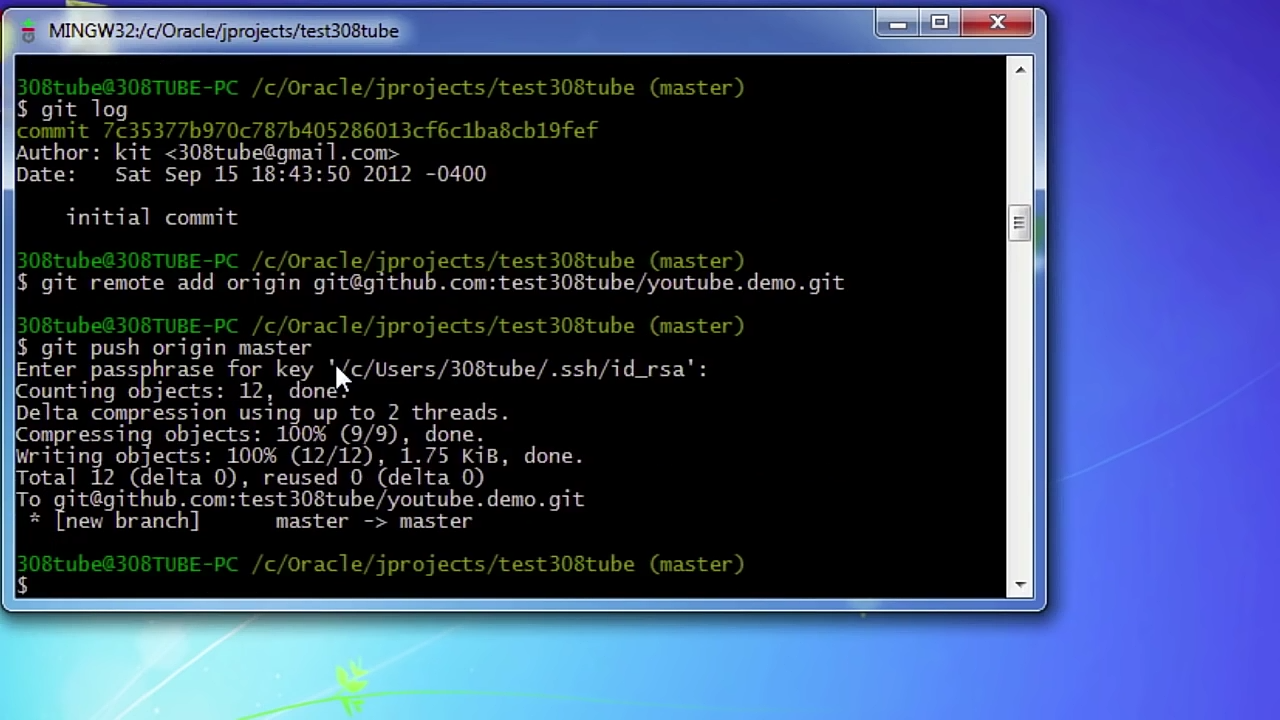 MINGW32:/c/Oracle/jprojects/test308tube
308tube@308TUBE-PC /c/Oracle/jprojects/test308tube (master)
$ git log
commit 7c35377b970c787b405286013cf6c1ba8cb19fef
Author: kit <308tube@gmail.com>
Date:   Sat Sep 15 18:43:50 2012 -0400
    initial commit
308tube@308TUBE-PC /c/Oracle/jprojects/test308tube (master)
$ git remote add origin git@github.com:test308tube/youtube.demo.git
308tube@308TUBE-PC /c/Oracle/jprojects/test308tube (master)
$ git push origin master
Enter passphrase for key '/c/Users/308tube/.ssh/id_rsa':
Counting objects: 12, done.
Delta compression using up to 2 threads.
Compressing objects: 100% (9/9), done.
Writing objects: 100% (12/12), 1.75 KiB, done.
Total 12 (delta 0), reused 0 (delta 0)
To git@github.com:test308tube/youtube.demo.git
 * [new branch]      master -> master
308tube@308TUBE-PC /c/Oracle/jprojects/test308tube (master)
$